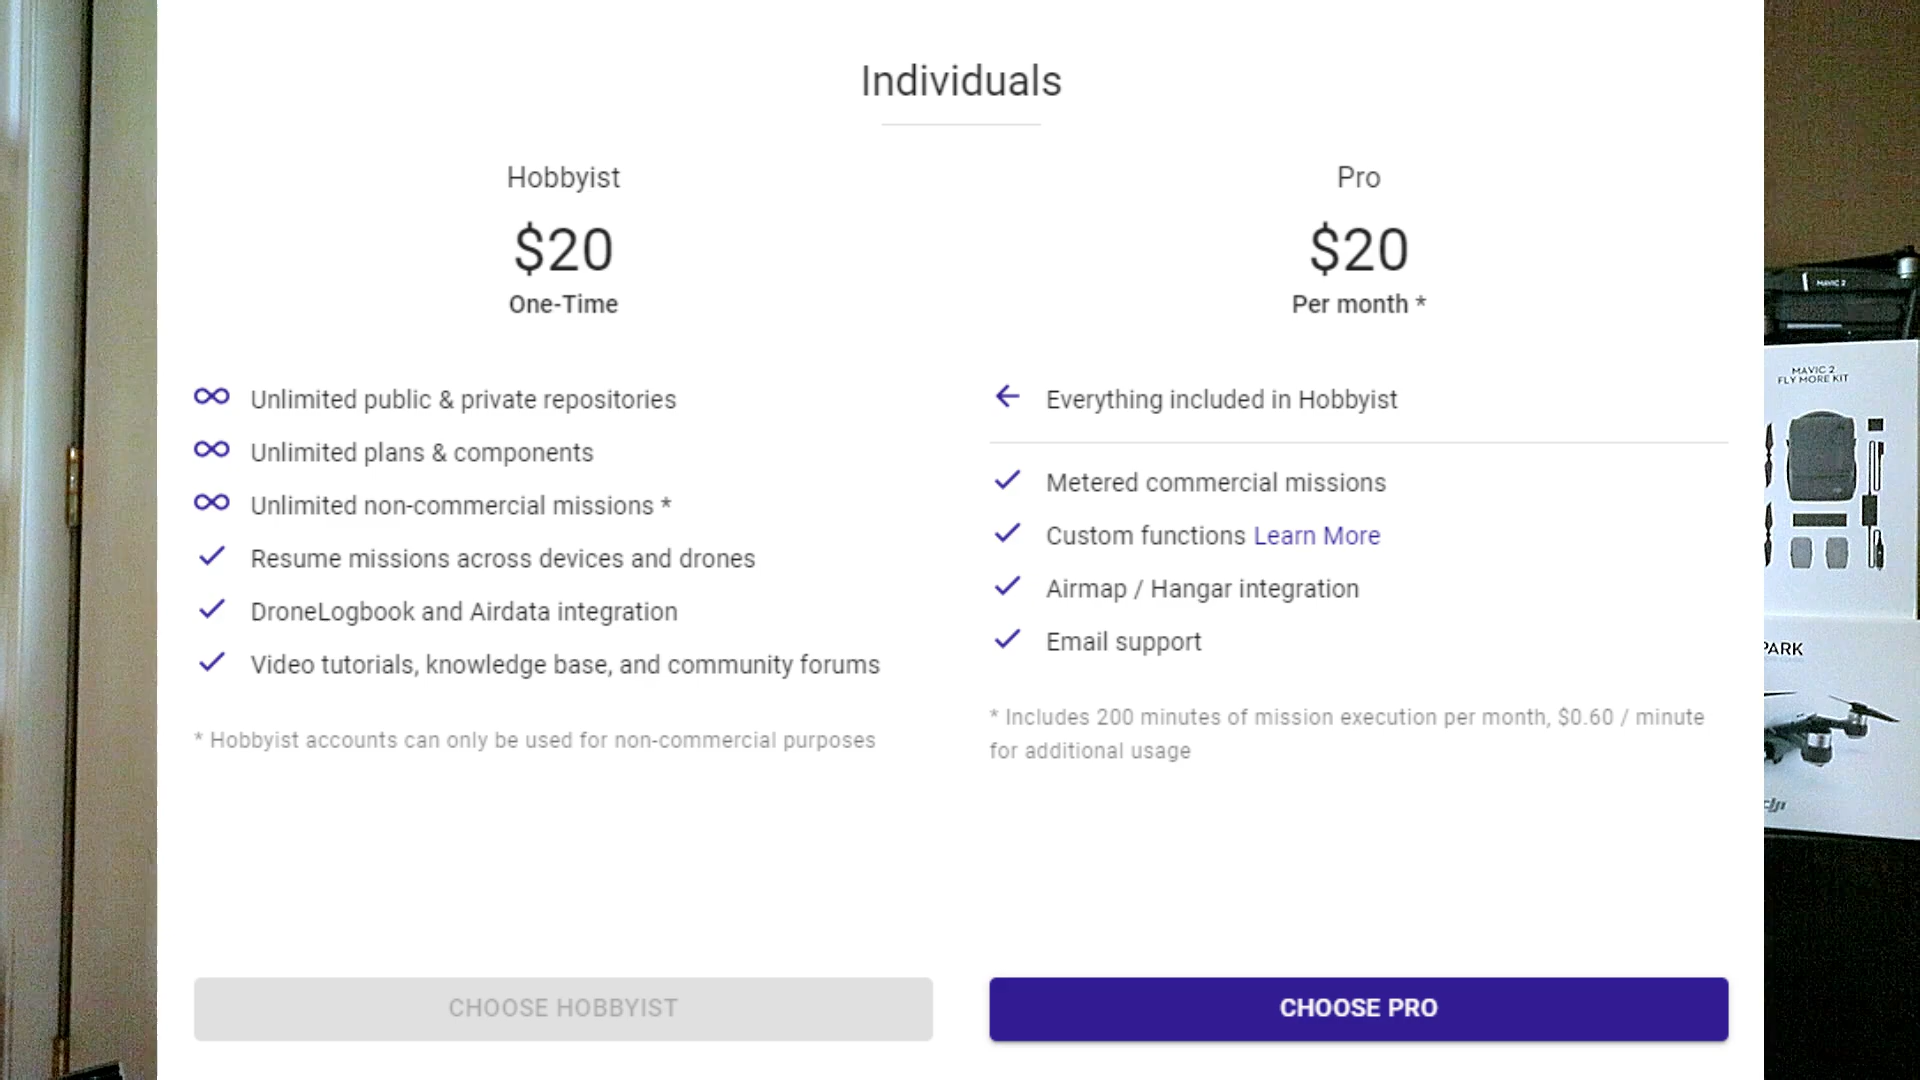 Individuals
Hobbyist
$20
One-Time
Unlimited public & private repositories
Unlimited plans & components
Unlimited non-commercial missions *
Resume missions across devices and drones
DroneLogbook and Airdata integration
Video tutorials, knowledge base, and community forums
* Hobbyist accounts can only be used for non-commercial purposes
CHOOSE HOBBYIST
Pro
$20
Per month *
Everything included in Hobbyist
Metered commercial missions
Custom functions Learn More
Airmap / Hangar integration
Email support
* Includes 200 minutes of mission execution per month, $0.60 / minute
for additional usage
CHOOSE PRO
MAVIC 2
MAVIC 2
FLY MORE KIT
PARK
dji